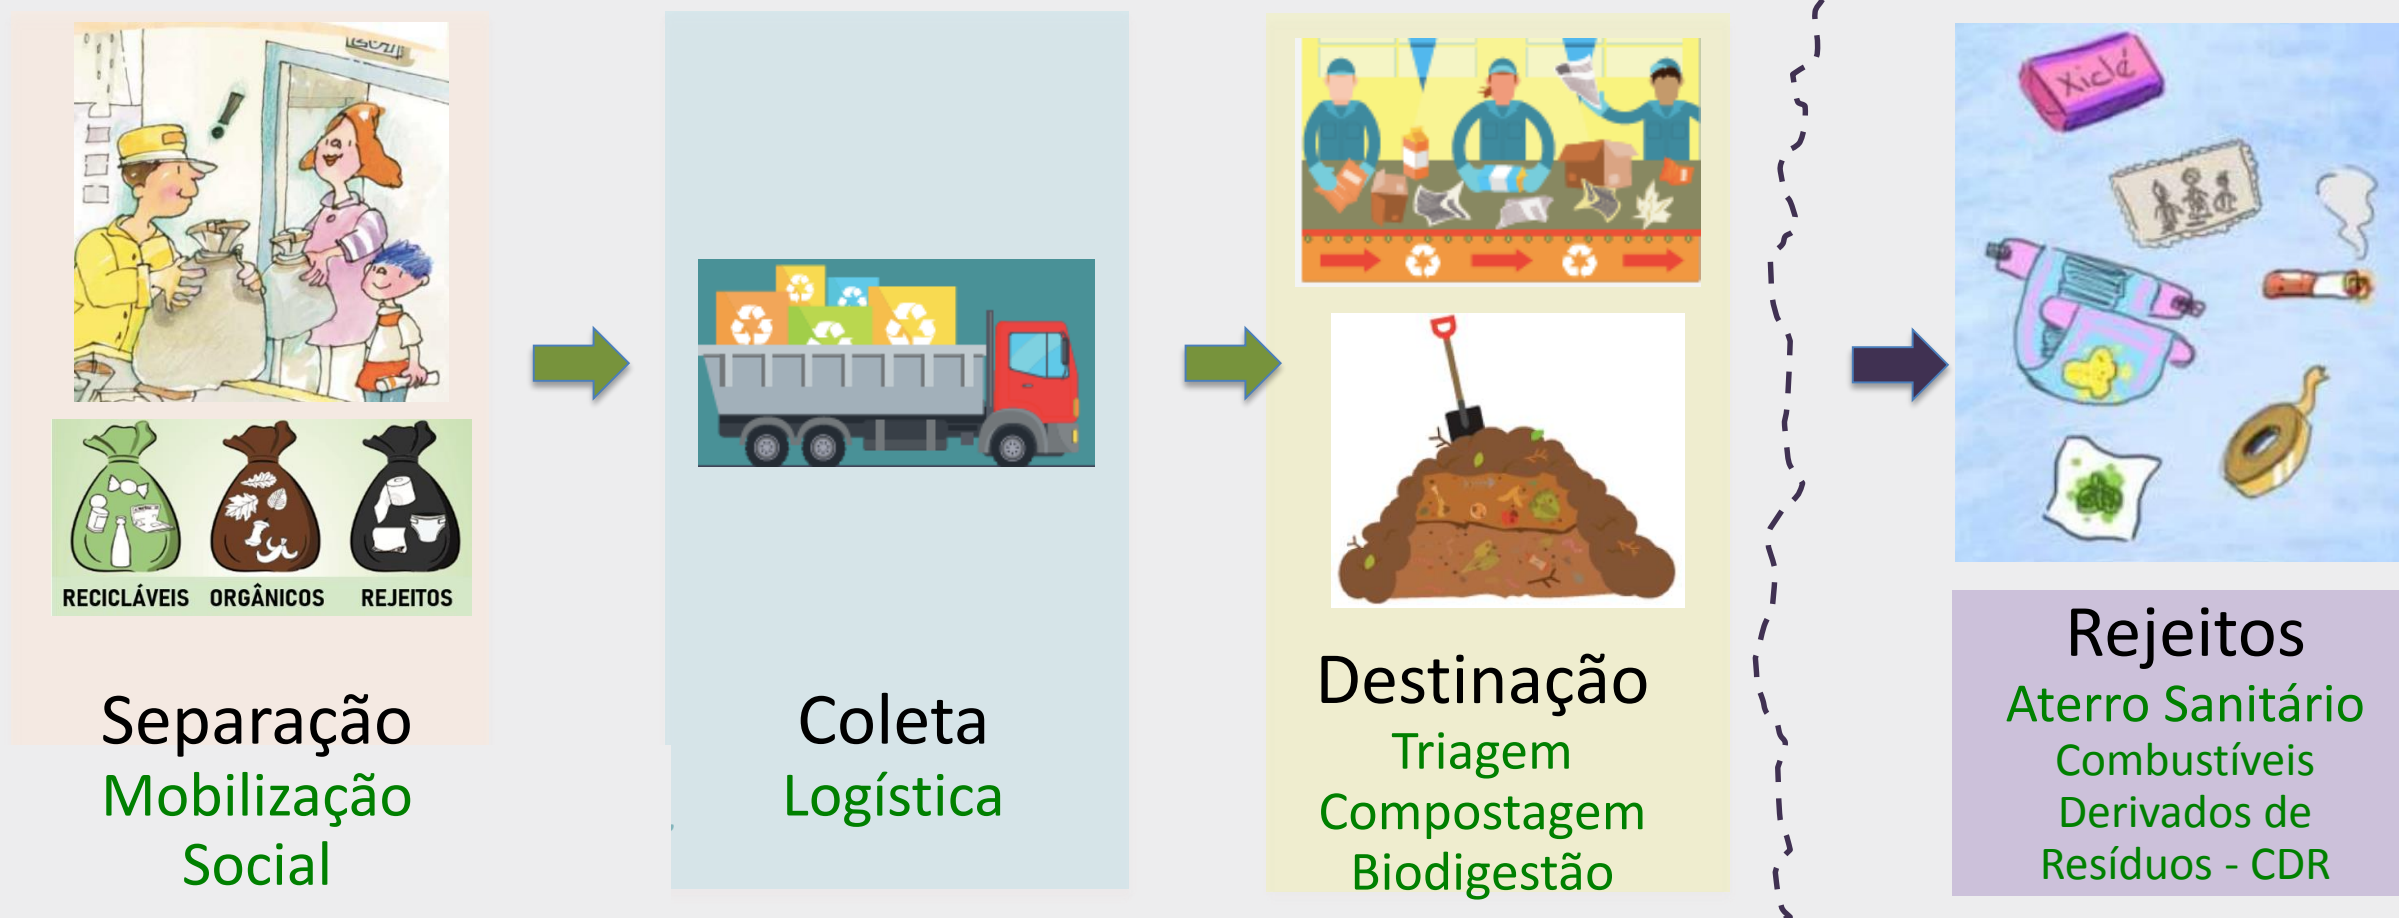 RECICLÁVEIS
ORGÂNICOS
REJEITOS
Separação
Mobilização
Social
Coleta
Logística
Destinação
Triagem
Compostagem
Biodigestão
Xiclé
Rejeitos
Aterro Sanitário
Combustíveis
Derivados de
Resíduos - CDR